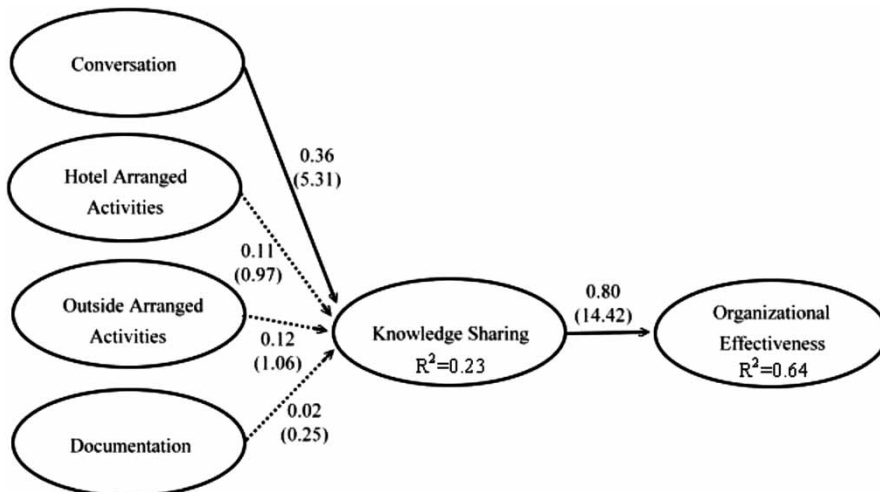 Conversation
0.36
(5.31)
Hotel Arranged
Activities
0.11
(0.97)
Outside Arranged
Activities
0.12
(1.06)
Knowledge Sharing
R²=0.23
0.80
(14.42)
Organizational
Effectiveness
R²=0.64
0.02
(0.25)
Documentation